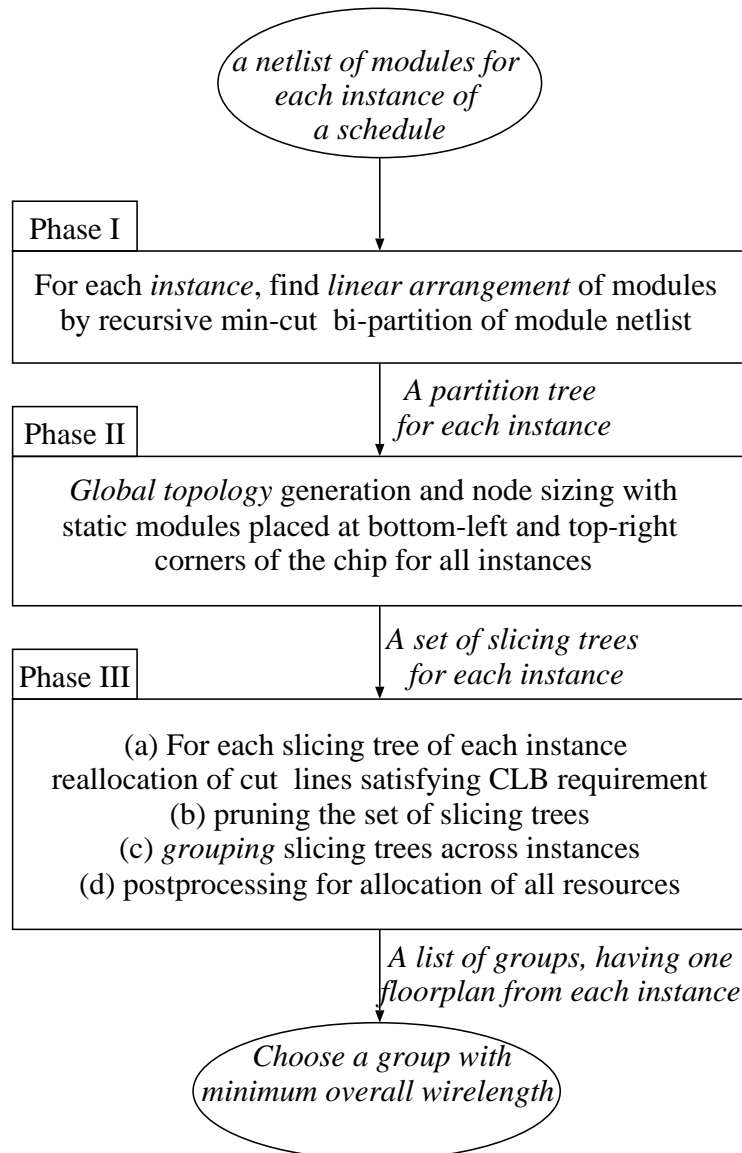 a netlist of modules for
each instance of
a schedule
Phase I
For each instance, find linear arrangement of modules
by recursive min-cut bi-partition of module netlist
A partition tree
for each instance
Phase II
Global topology generation and node sizing with
static modules placed at bottom-left and top-right
corners of the chip for all instances
A set of slicing trees
for each instance
Phase III
(a) For each slicing tree of each instance
reallocation of cut lines satisfying CLB requirement
(b) pruning the set of slicing trees
(c) grouping slicing trees across instances
(d) postprocessing for allocation of all resources
A list of groups, having one
floorplan from each instance
Choose a group with
minimum overall wirelength